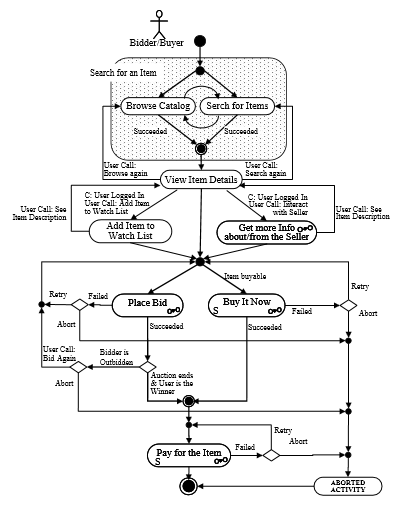 Bidder/Buyer
Search for an Item
Browse Catalog
Serch for Items
Succeeded
Succeeded
User Call:
Browse again
User Call:
Search again
View Item Details
C: User Logged In
User Call: Add Item
to Watch List
C: User Logged In
User Call: Interact
with Seller
User Call: See
Item Description
User Call: See
Item Description
Add Item to
Watch List
Get more Info
about/from the Seller
Item buyable
Retry
Failed
Place Bid
Buy It Now
S
Failed
Retry
Abort
Abort
Succeeded
Succeeded
User Call:
Bid Again
Bidder is
Outbidden
Abort
Auction ends
& User is the
Winner
Retry
Abort
Pay for the Item
S
Failed
ABORTED
ACTIVITY